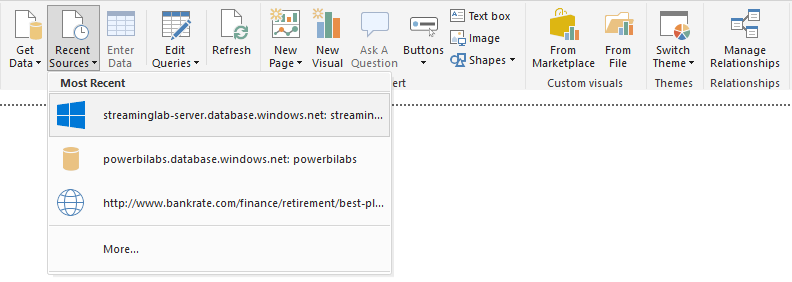 Get Data
Recent Sources
Enter Data
Edit Queries
Refresh
New Page
New Visual
Ask A Question
Buttons
Text box
Image
Shapes
From Marketplace
From File
Switch Theme
Manage Relationships
ert
Custom visuals
Themes
Relationships
Most Recent
streaminglab-server.database.windows.net: streamin...
powerbilabs.database.windows.net: powerbilabs
http://www.bankrate.com/finance/retirement/best-pl...
More...